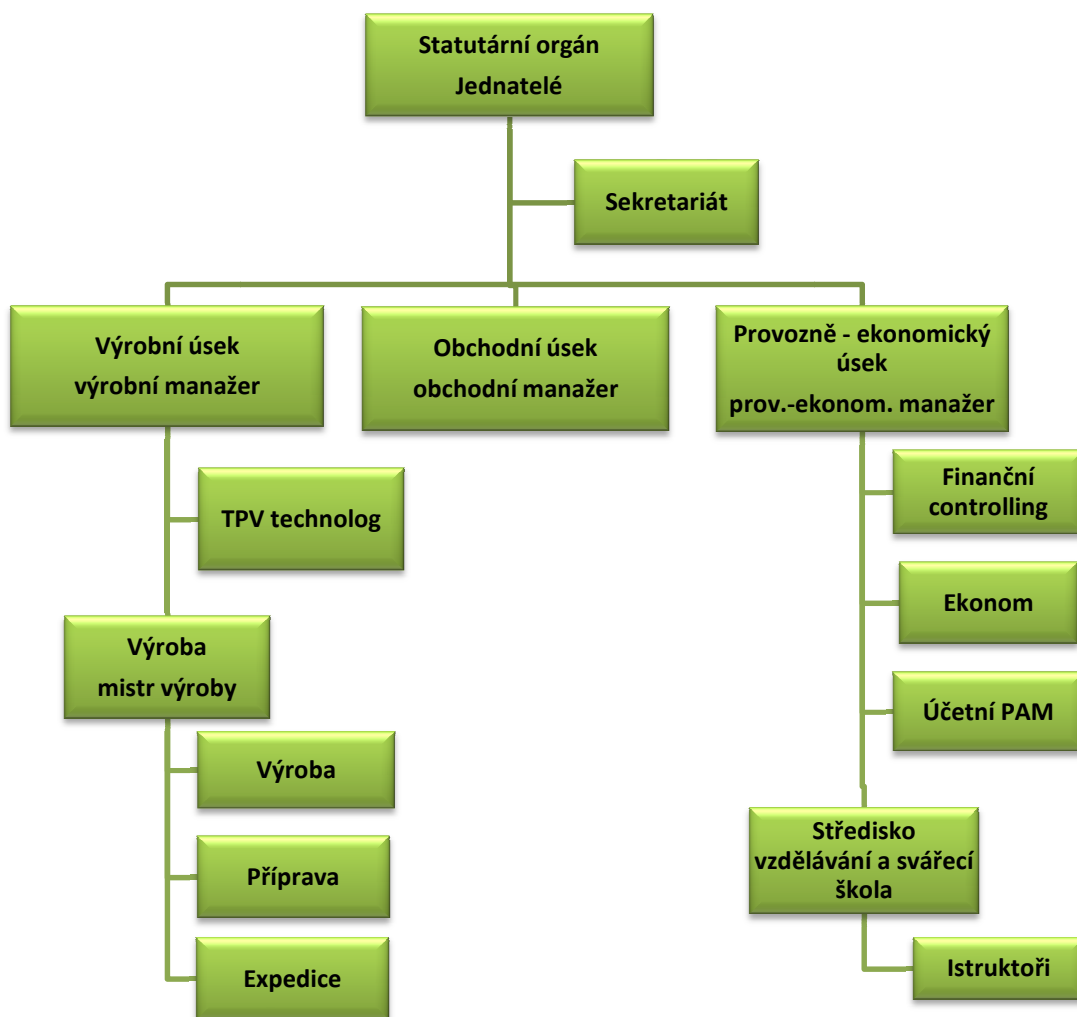 Statutární orgán
Jednatelé
Sekretariát
Výrobní úsek
výrobní manažer
Obchodní úsek
obchodní manažer
Provozně - ekonomický
úsek
prov.-ekonom. manažer
TPV technolog
Finanční
controlling
Ekonom
Výroba
mistr výroby
Účetní PAM
Výroba
Příprava
Expedice
Středisko
vzdělávání a svářecí
škola
Istruktoři